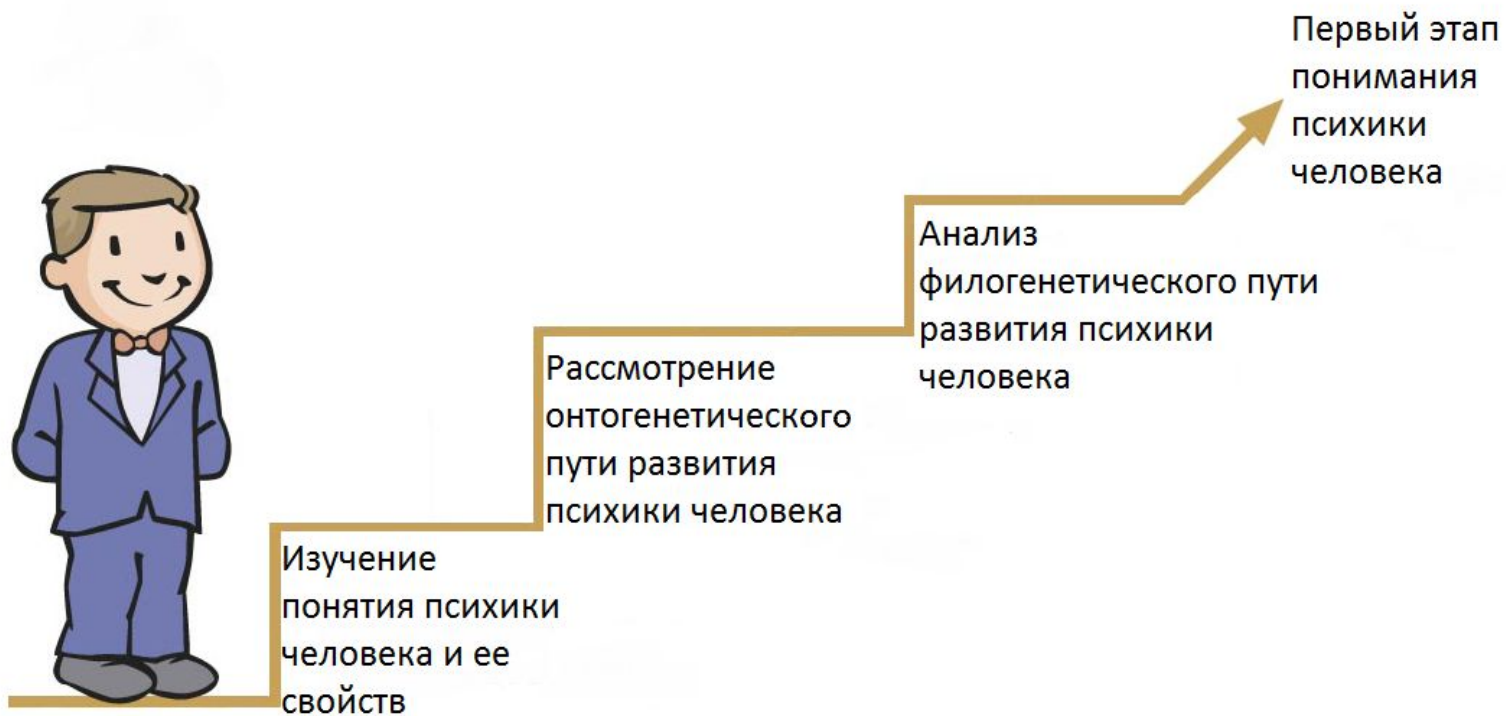 Первый этап
понимания
психики
человека
Анализ
филогенетического пути
развития психики
человека
Рассмотрение
онтогенетического
пути развития
психики человека
Изучение
понятия психики
человека и ее
свойств